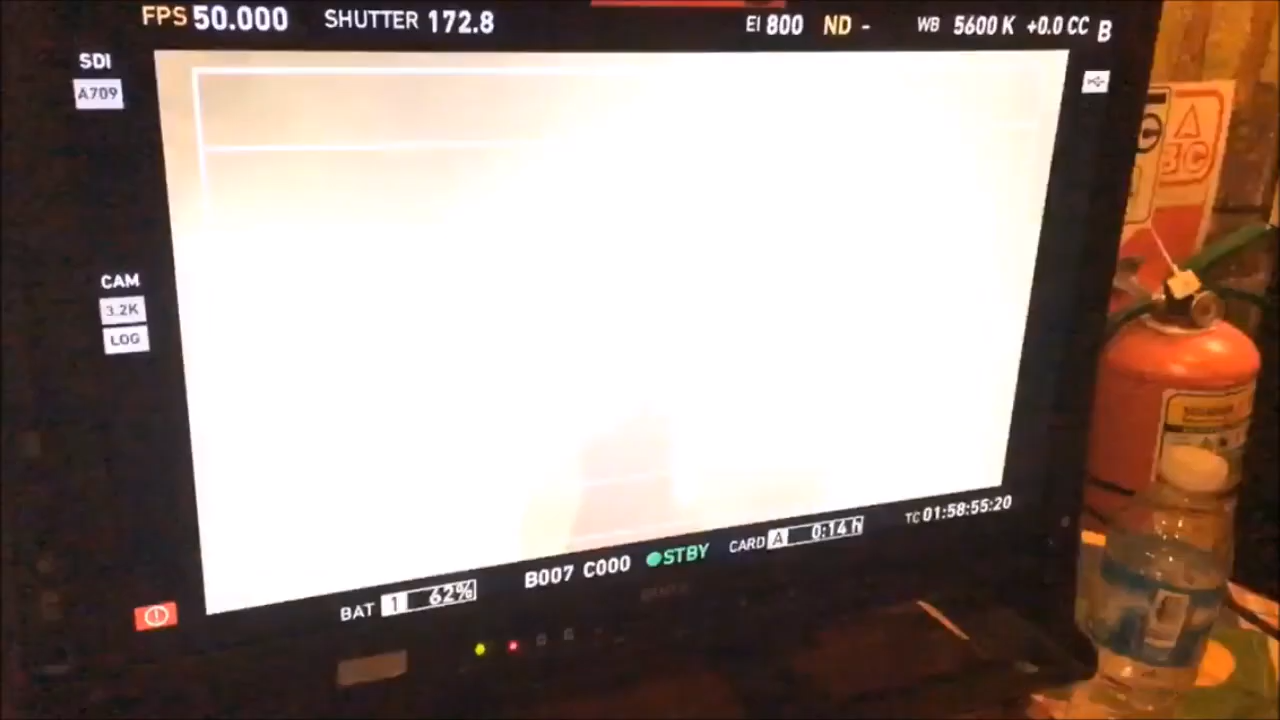 FPS 50.000 SHUTTER 172.8 EI 800 ND - WB 5600 K +0.0 CC B
SDI
A709
CAM
3.2K
LOG
BAT 1 62% B007 C000 STBY CARD A 0:14 h TC 01:58:55:20
C A
BC